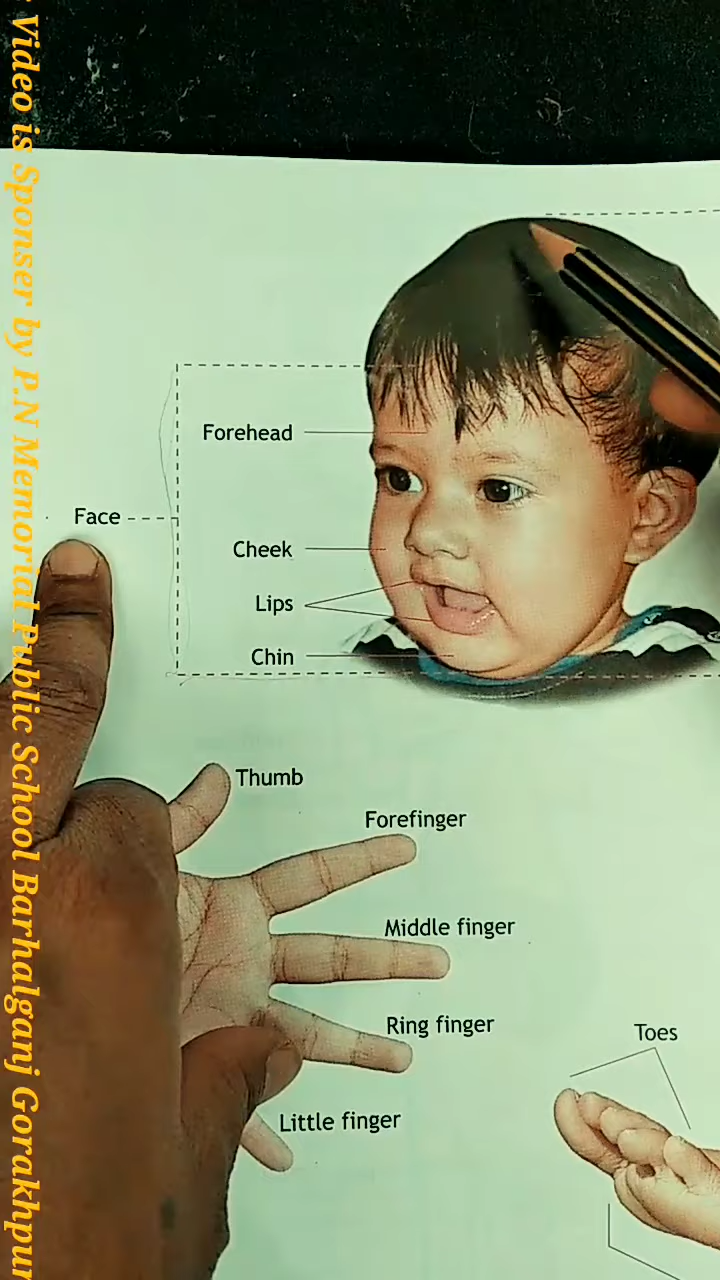 Video is Sponser by P.N Memorial Public School Barhalganj Gorakhpur
Forehead
Face
Cheek
Lips
Chin
Thumb
Forefinger
Middle finger
Ring finger
Toes
Little finger